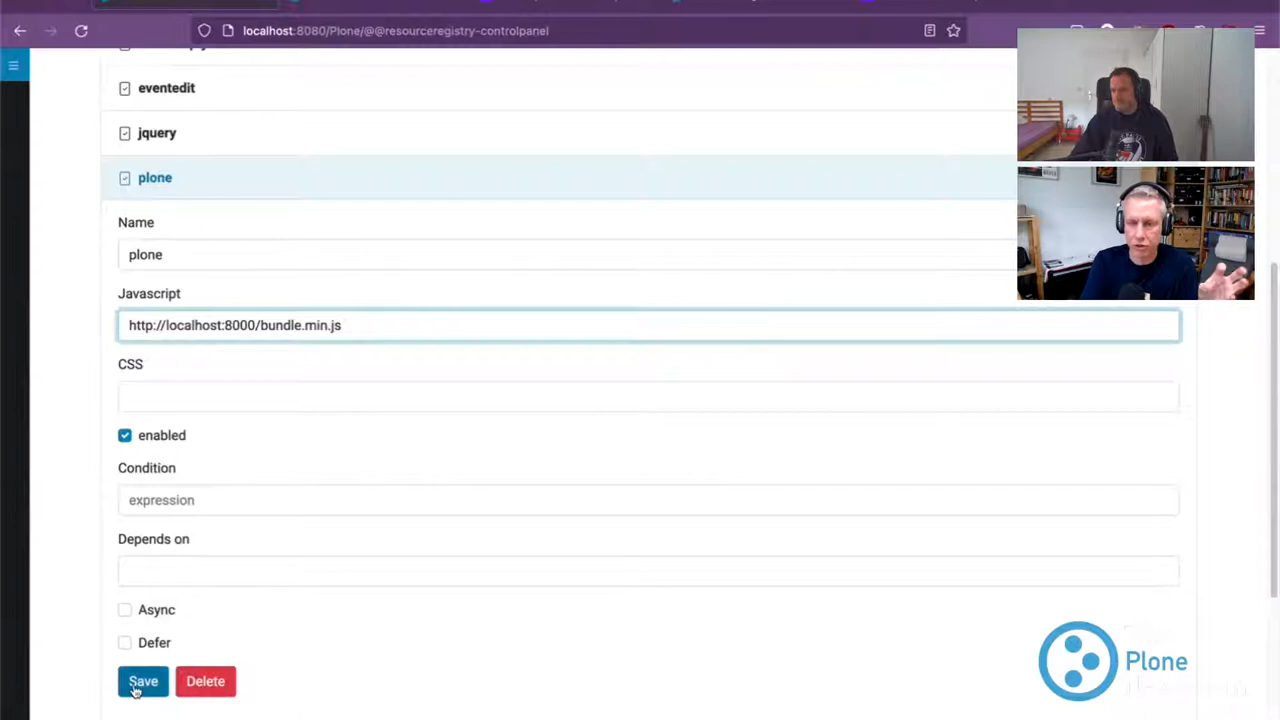 localhost:8080/Plone/@@resourceregistry-controlpanel
eventedit
jquery
plone
Name
plone
Javascript
http://localhost:8000/bundle.min.js
CSS
enabled
Condition
expression
Depends on
Async
Defer
Save
Delete
Plone